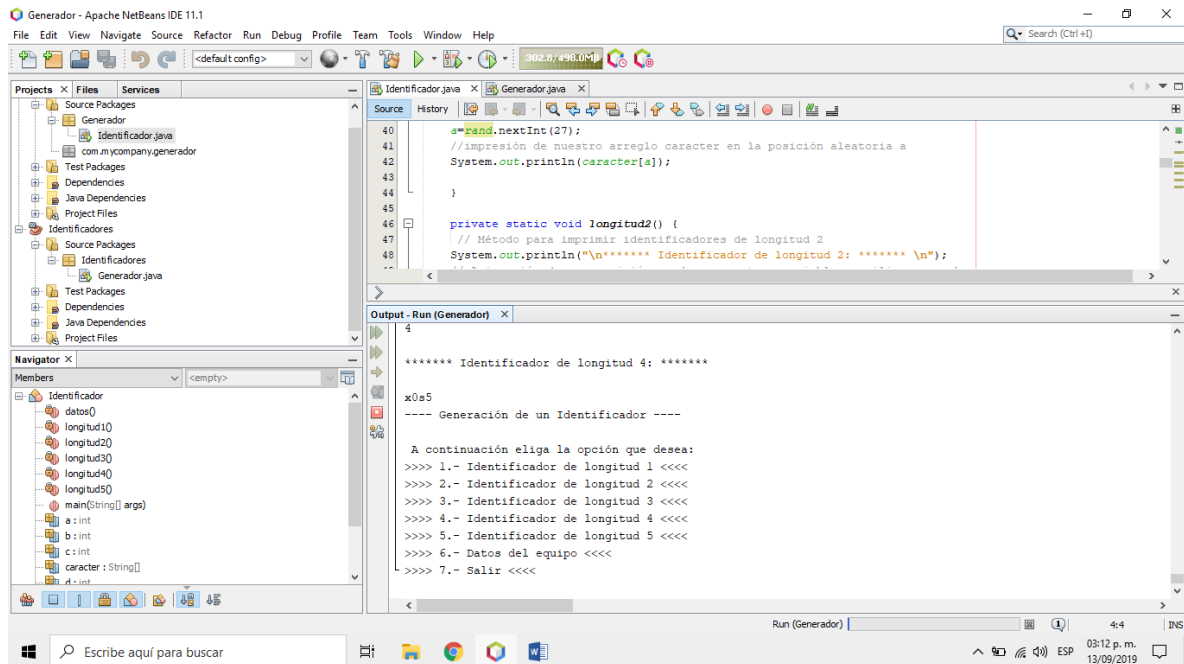 Generador - Apache NetBeans IDE 11.1
File Edit View Navigate Source Refactor Run Debug Profile Team Tools Window Help
Search (Ctrl+I)
<default config>
302.8/498.0MB
Projects Files Services
Source Packages
Generador
Identificador.java
com.mycompany.generador
Test Packages
Dependencies
Java Dependencies
Project Files
Identificadores
Source Packages
Identificadores
Generador.java
Test Packages
Dependencies
Java Dependencies
Project Files
Navigator
Members
<empty>
Identificador
datos()
longitud1()
longitud2()
longitud3()
longitud4()
longitud5()
main(String[] args)
a : int
b : int
c : int
caracter : String[]
d : int
Identificador.java Generador.java
Source History
40 a=rand.nextInt(27);
41 //impresión de nuestro arreglo caracter en la posición aleatoria a
42 System.out.println(caracter[a]);
43
44 }
45
46 private static void longitud2() {
47 // Método para imprimir identificadores de longitud 2
48 System.out.println("\n******* Identificador de longitud 2: ******* \n");
Output - Run (Generador)
4
******* Identificador de longitud 4: *******
x0s5
---- Generación de un Identificador ----
A continuación eliga la opción que desea:
>>>> 1.- Identificador de longitud 1 <<<<
>>>> 2.- Identificador de longitud 2 <<<<
>>>> 3.- Identificador de longitud 3 <<<<
>>>> 4.- Identificador de longitud 4 <<<<
>>>> 5.- Identificador de longitud 5 <<<<
>>>> 6.- Datos del equipo <<<<
>>>> 7.- Salir <<<<
Run (Generador)
1
4:4
INS
Escribe aquí para buscar
ESP
03:12 p. m.
13/09/2019